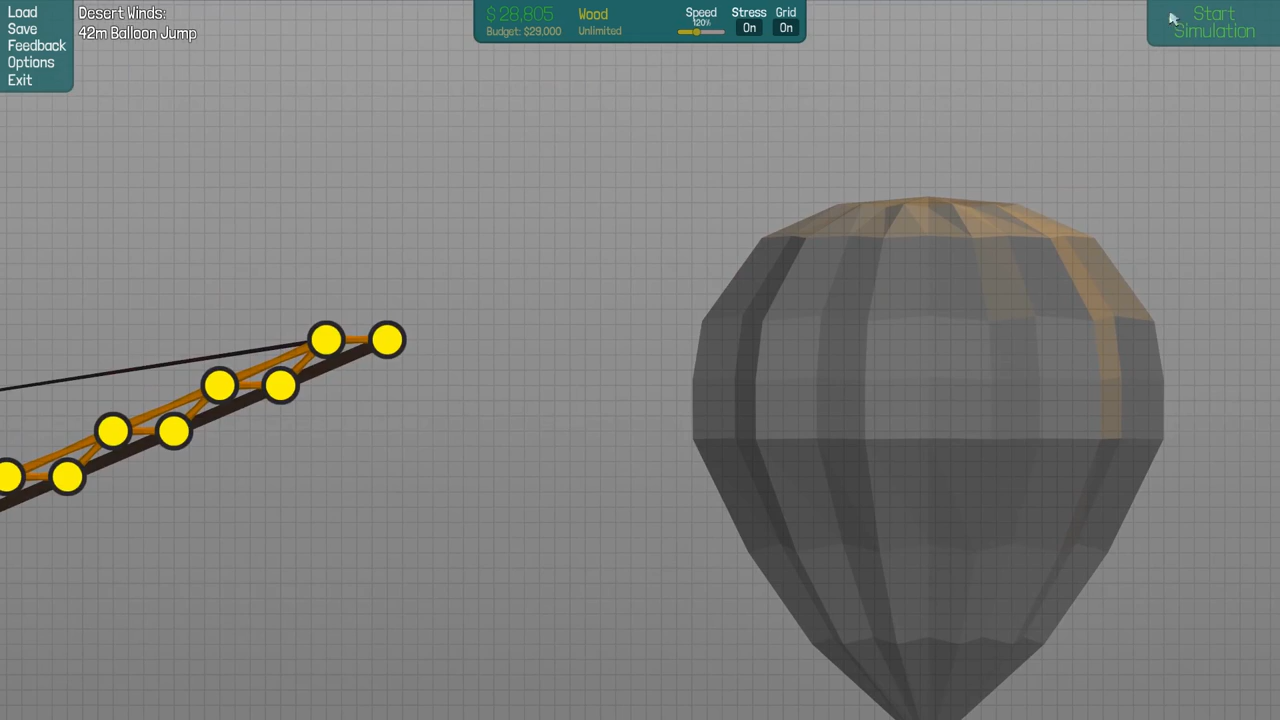 Load
Save
Feedback
Options
Exit
Desert Winds:
42m Balloon Jump
$ 28,805
Budget: $29,000
Wood
Unlimited
Speed
120%
Stress
On
Grid
On
Start
Simulation